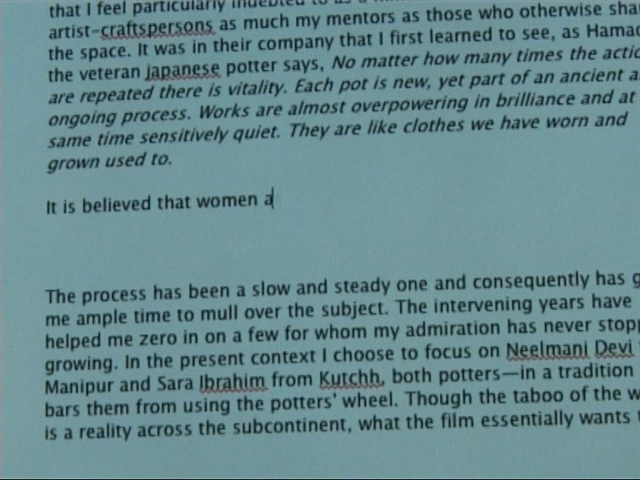 that I feel particularly indebted to as a
artist-craftspersons as much my mentors as those who otherwise
the space. It was in their company that I first learned to see, as
the veteran japanese potter says, No matter how many times the
are repeated there is vitality. Each pot is new, yet part of an ancient
ongoing process. Works are almost overpowering in brilliance and at
same time sensitively quiet. They are like clothes we have worn and
grown used to.
It is believed that women a
The process has been a slow and steady one and consequently has
me ample time to mull over the subject. The intervening years have
helped me zero in on a few for whom my admiration has never
growing. In the present context I choose to focus on Neelmani Devi
Manipur and Sara Ibrahim from Kutchh, both potters—in a tradition
bars them from using the potters' wheel. Though the taboo of the
is a reality across the subcontinent, what the film essentially wants